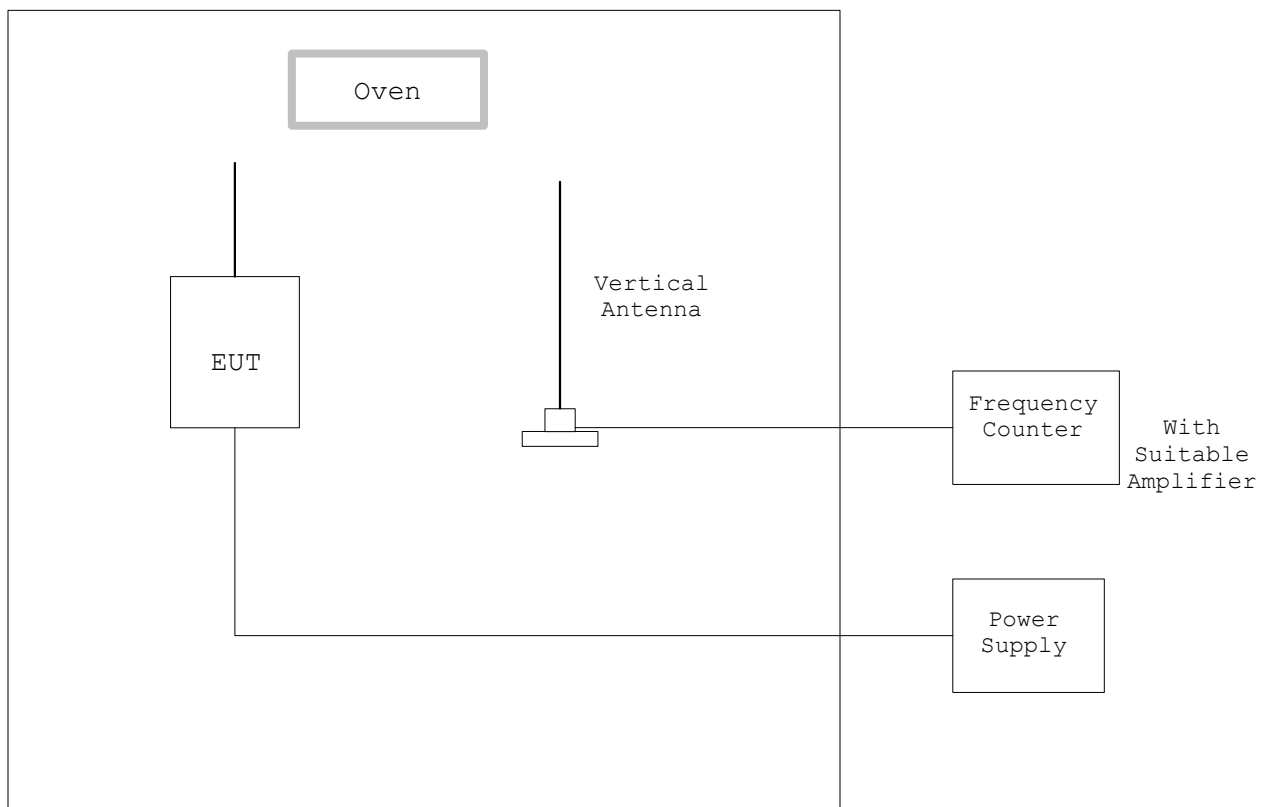 Oven
Vertical
Antenna
EUT
Frequency
Counter
With
Suitable
Amplifier
Power
Supply